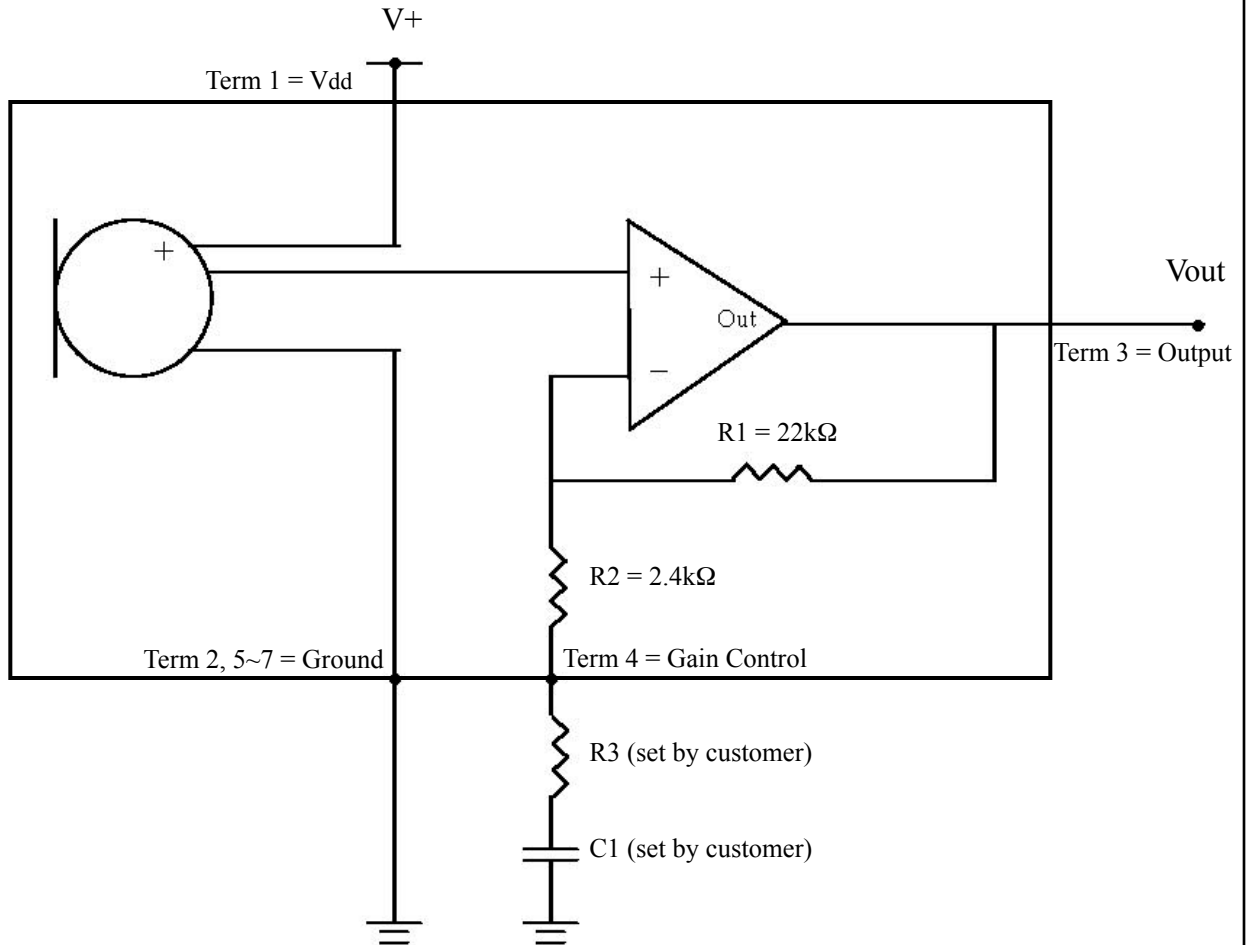 V+
Term 1 = Vdd
+
+
Vout
Out
Term 3 = Output
−
R1 = 22kΩ
R2 = 2.4kΩ
Term 2, 5~7 = Ground
Term 4 = Gain Control
R3 (set by customer)
C1 (set by customer)